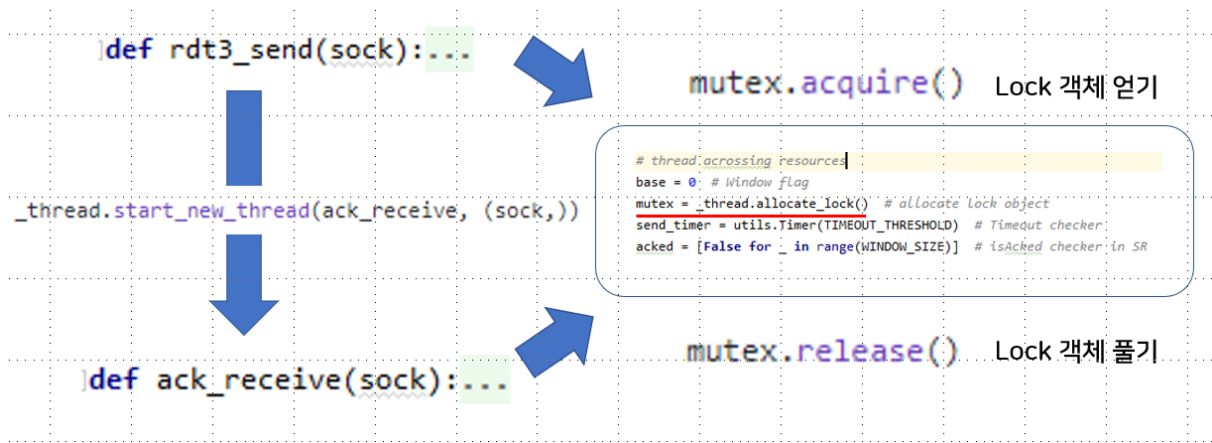 def rdt3_send(sock):...
mutex.acquire() Lock 객체 얻기
# thread acrossing resources
base = 0 # Window flag
mutex = _thread.allocate_lock() # allocate lock object
send_timer = utils.Timer(TIMEOUT_THRESHOLD) # Timeout checker
acked = [False for _ in range(WINDOW_SIZE)] # isAcked checker in SR
_thread.start_new_thread(ack_receive, (sock,))
mutex.release() Lock 객체 풀기
def ack_receive(sock):...